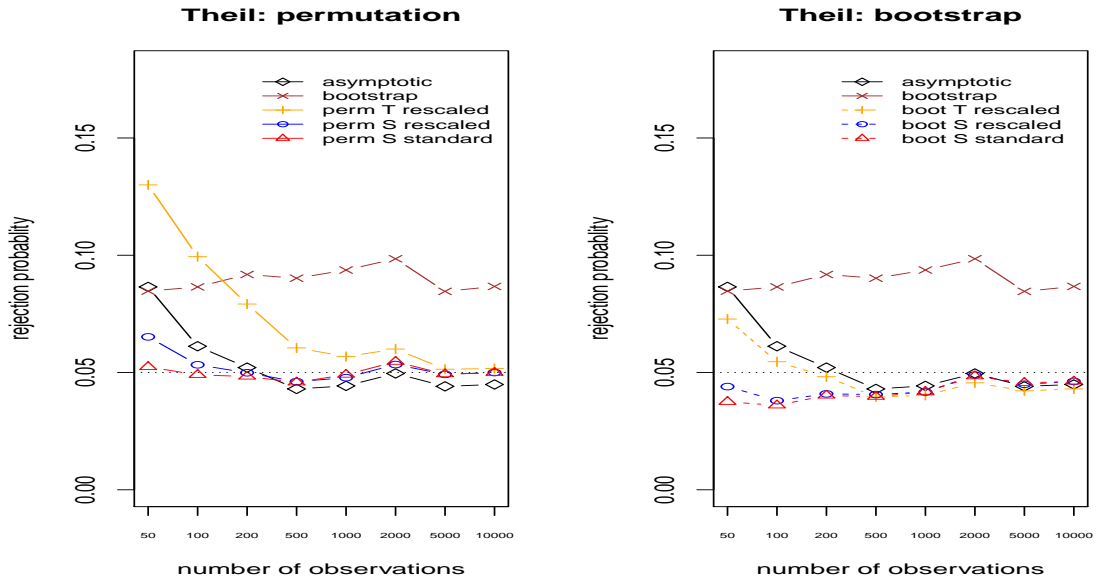 Theil: permutation
asymptotic
bootstrap
perm T rescaled
perm S rescaled
perm S standard
rejection probablity
0.00
0.05
0.10
0.15
50 100 200 500 1000 2000 5000 10000
number of observations
Theil: bootstrap
asymptotic
bootstrap
boot T rescaled
boot S rescaled
boot S standard
rejection probablity
0.00
0.05
0.10
0.15
50 100 200 500 1000 2000 5000 10000
number of observations